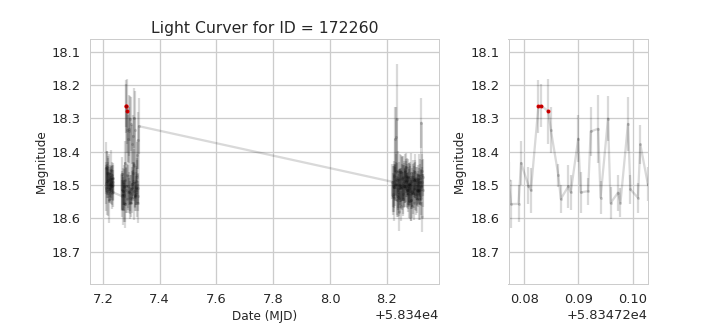 Light Curver for ID = 172260
Magnitude
18.1
18.2
18.3
18.4
18.5
18.6
18.7
7.2 7.4 7.6 7.8 8.0 8.2
Date (MJD)
+5.834e4
Magnitude
18.1
18.2
18.3
18.4
18.5
18.6
18.7
0.08 0.09 0.10
+5.83472e4